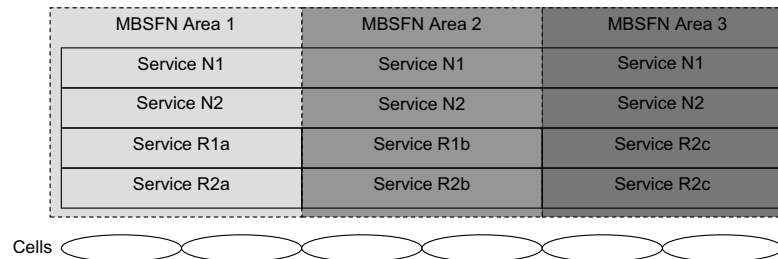 MBSFN Area 1 MBSFN Area 2 MBSFN Area 3
Service N1 Service N1 Service N1
Service N2 Service N2 Service N2
Service R1a Service R1b Service R2c
Service R2a Service R2b Service R2c
Cells